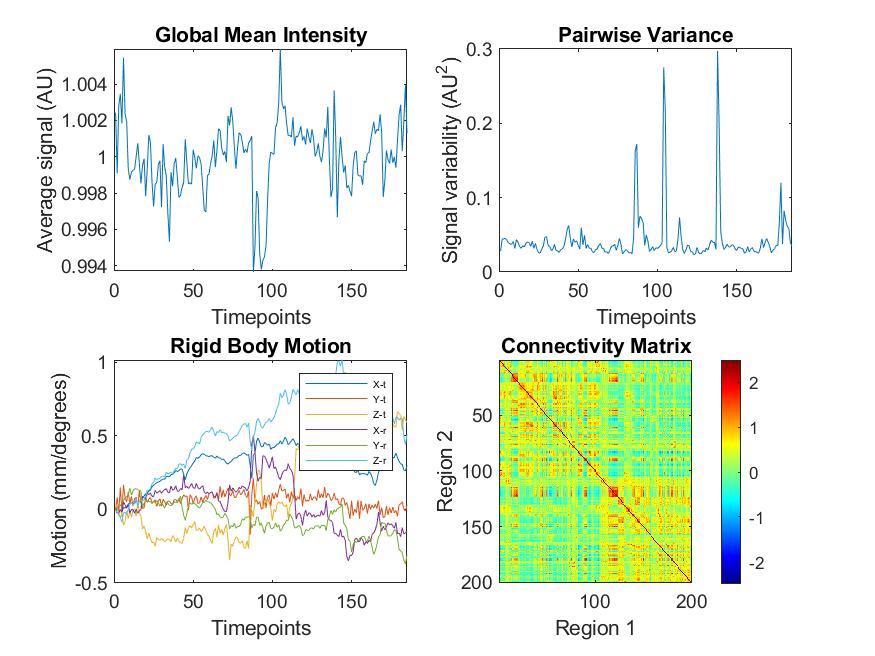 Global Mean Intensity
Average signal (AU)
1.004
1.002
1
0.998
0.996
0.994
0
50
100
150
Timepoints
Pairwise Variance
Signal variability (AU2)
0.3
0.2
0.1
0
0
50
100
150
Timepoints
Rigid Body Motion
Motion (mm/degrees)
1
0.5
0
-0.5
0
50
100
150
Timepoints
X-t
Y-t
Z-t
X-r
Y-r
Z-r
Connectivity Matrix
Region 2
50
100
150
200
100
200
Region 1
2
1
0
-1
-2